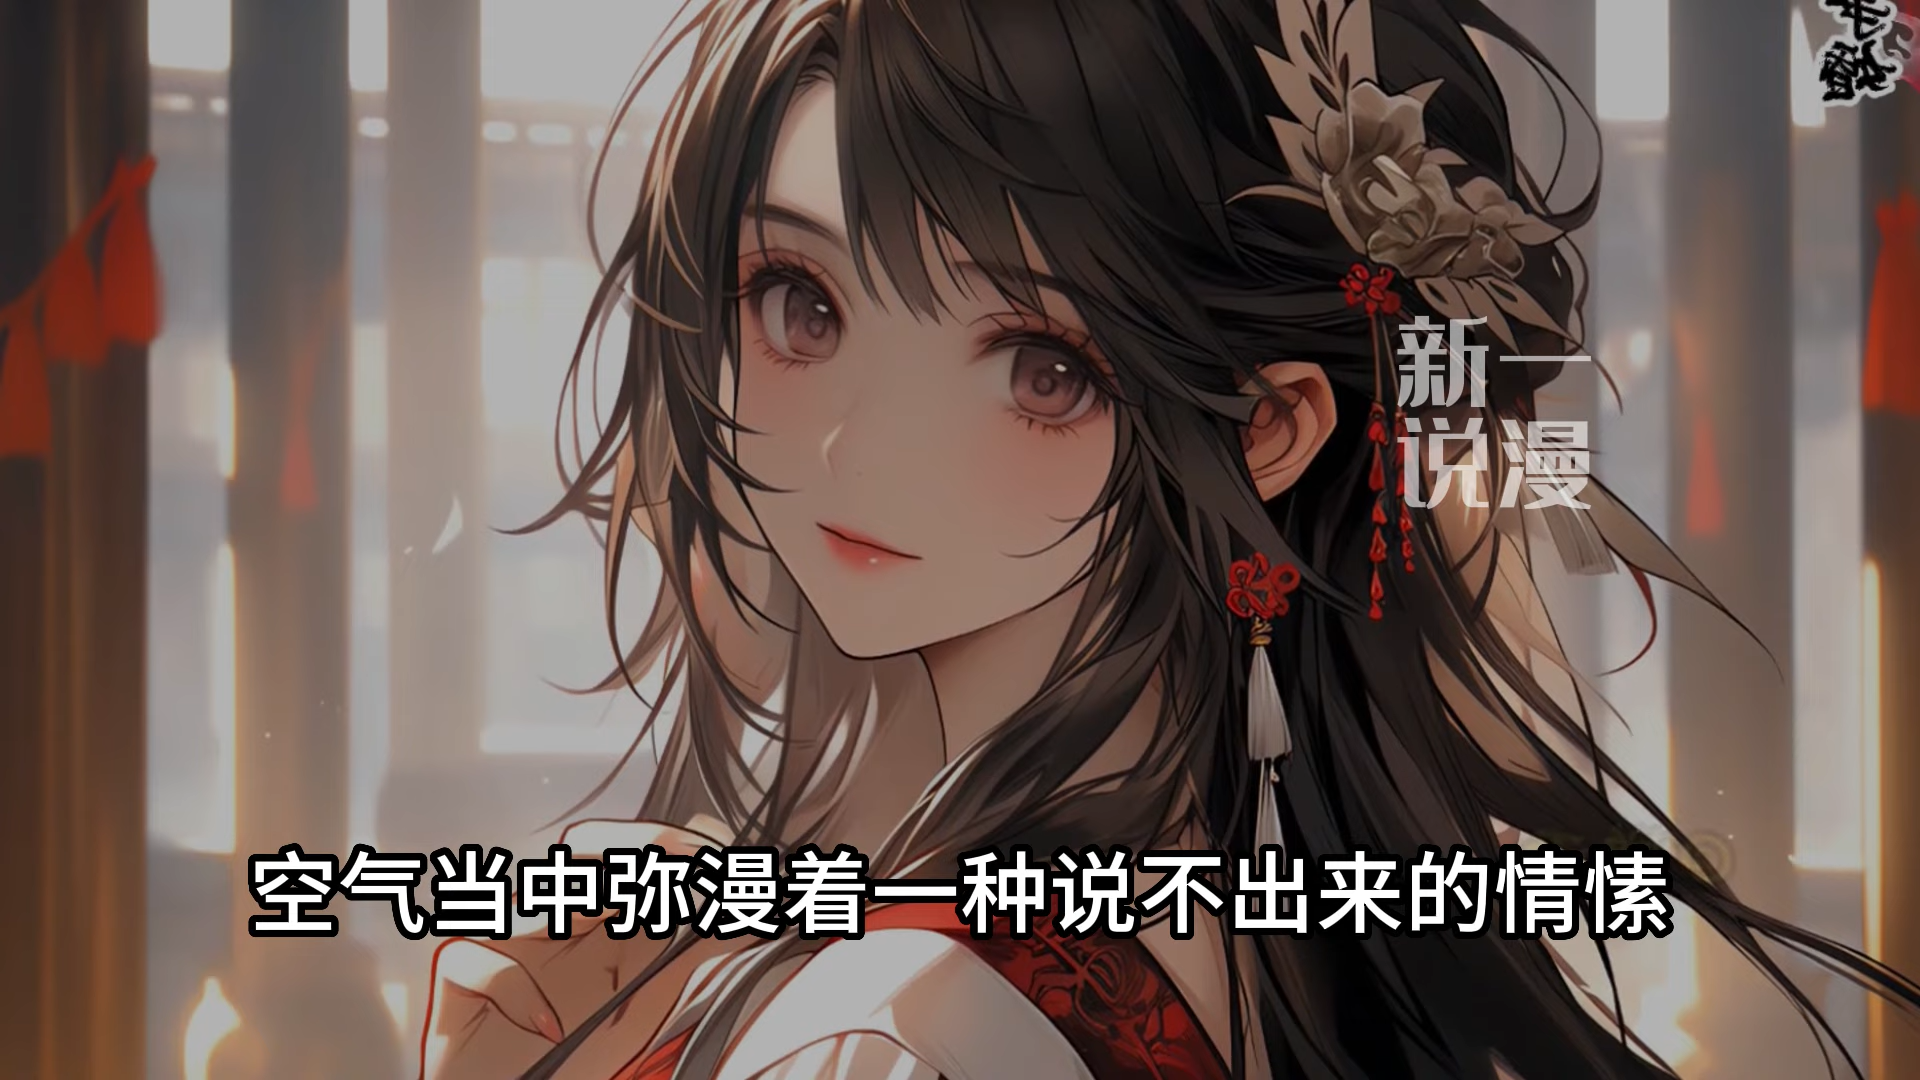 新一
说漫
空气当中弥漫着一种说不出来的情愫